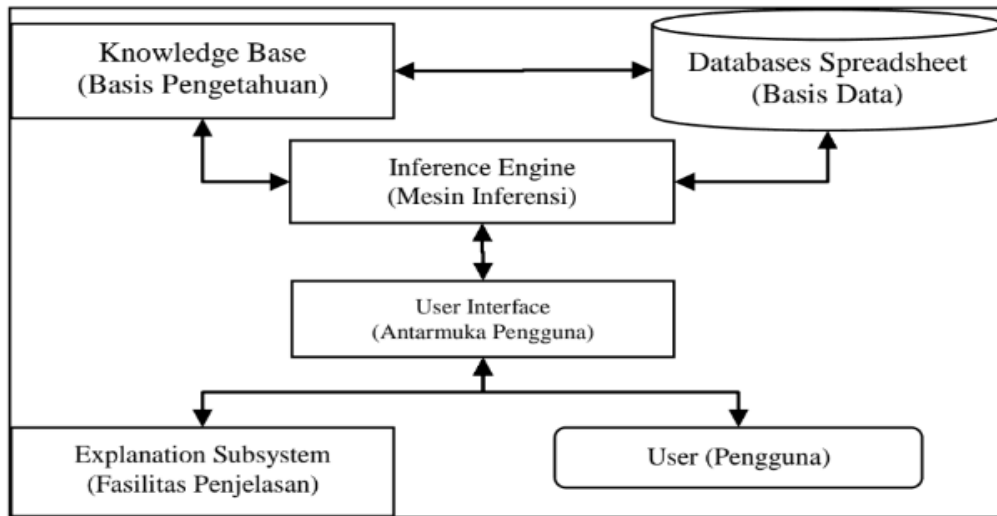 Knowledge Base
(Basis Pengetahuan)
Databases Spreadsheet
(Basis Data)
Inference Engine
(Mesin Inferensi)
User Interface
(Antarmuka Pengguna)
Explanation Subsystem
(Fasilitas Penjelasan)
User (Pengguna)